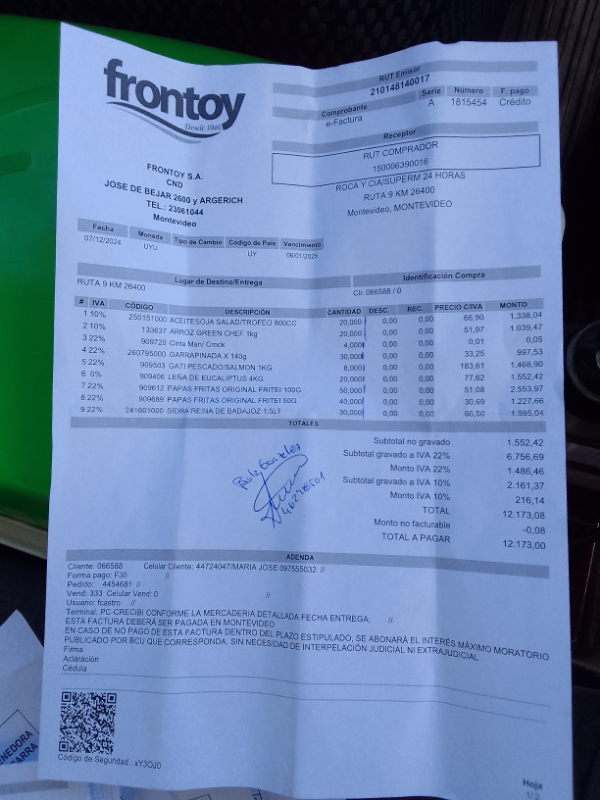 frontoy
Desde 1946
FRONTOY S.A.
CND
JOSE DE BEJAR 2600 y ARGERICH
TEL.: 23061044
Montevideo
RUT Emisor
210148140017
Comprobante Serie Número F. pago
e-Factura A 1815454 Crédito
Receptor
RUT COMPRADOR
150006390016
ROCA Y CIA/SUPERM 24 HORAS
RUTA 9 KM 26400
Montevideo, MONTEVIDEO
Fecha Moneda Tipo de Cambio Codigo de País Vencimiento
07/12/2024 UYU UY 06/01/2025
Lugar de Destino/Entrega Identificación Compra
RUTA 9 KM 26400 Cli: 066588 / 0
# IVA CÓDIGO DESCRIPCIÓN CANTIDAD DESC. REC. PRECIO C/IVA MONTO
1 10% 250151000 ACEITESOJA SALAD/TROFEO 900CC 20,000 0,00 0,00 66,90 1.338,04
2 10% 133637 ARROZ GREEN CHEF 1kg 20,000 0,00 0,00 51,97 1.039,47
3 22% 909720 Cinta Mani Crock 4,000 0,00 0,00 0,01 0,05
4 22% 260795000 GARRAPINADA X 140g 30,000 0,00 0,00 33,25 997,53
5 22% 909503 GATI PESCADO/SALMON 1KG 8,000 0,00 0,00 183,61 1.468,90
6 0% 909406 LEÑA DE EUCALIPTUS 4KG 20,000 0,00 0,00 77,62 1.552,42
7 22% 909612 PAPAS FRITAS ORIGINAL FRITEI 100G 50,000 0,00 0,00 51,08 2.553,97
8 22% 909689 PAPAS FRITAS ORIGINAL FRITEI 50G 40,000 0,00 0,00 30,69 1.227,66
9 22% 241601000 SIDRA REINA DE BADAJOZ 1.5LT 30,000 0,00 0,00 66,50 1.995,04
TOTALES
Subtotal no gravado 1.552,42
Subtotal gravado a IVA 22% 6.756,69
Monto IVA 22% 1.486,46
Subtotal gravado a IVA 10% 2.161,37
Monto IVA 10% 216,14
TOTAL 12.173,08
Monto no facturable -0,08
TOTAL A PAGAR 12.173,00
ADENDA
Cliente: 066588 Celular Cliente: 44724047/MARIA JOSE 097555032 //
Forma pago: F30 //
Pedido: 4454681 //
Vend: 333 Celular Vend: 0 //
Usuario: fcastro //
Terminal: PC-CRECIBI CONFORME LA MERCADERIA DETALLADA FECHA ENTREGA: //
ESTA FACTURA DEBERÁ SER PAGADA EN MONTEVIDEO
EN CASO DE NO PAGO DE ESTA FACTURA DENTRO DEL PLAZO ESTIPULADO, SE ABONARÁ EL INTERÉS MÁXIMO MORATORIO
PUBLICADO POR BCU QUE CORRESPONDA, SIN NECESIDAD DE INTERPELACIÓN JUDICIAL NI EXTRAJUDICIAL
Firma
Aclaración
Cédula
Código de Seguridad : xY3OJ0
Hoja
1/2